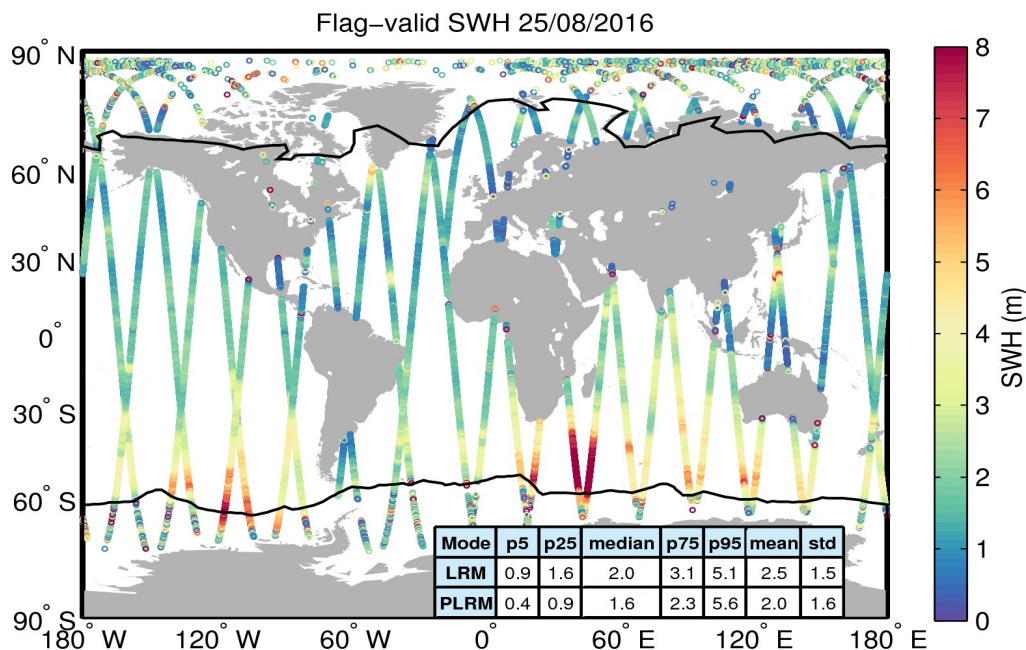 Flag−valid SWH 25/08/2016
90° N
60° N
30° N
0°
30° S
60° S
90° S
180° W
120° W
60° W
0°
60° E
120° E
180° E
8
7
6
5
4
3
2
1
0
SWH (m)
Mode p5 p25 median p75 p95 mean std
LRM 0.9 1.6 2.0 3.1 5.1 2.5 1.5
PLRM 0.4 0.9 1.6 2.3 5.6 2.0 1.6